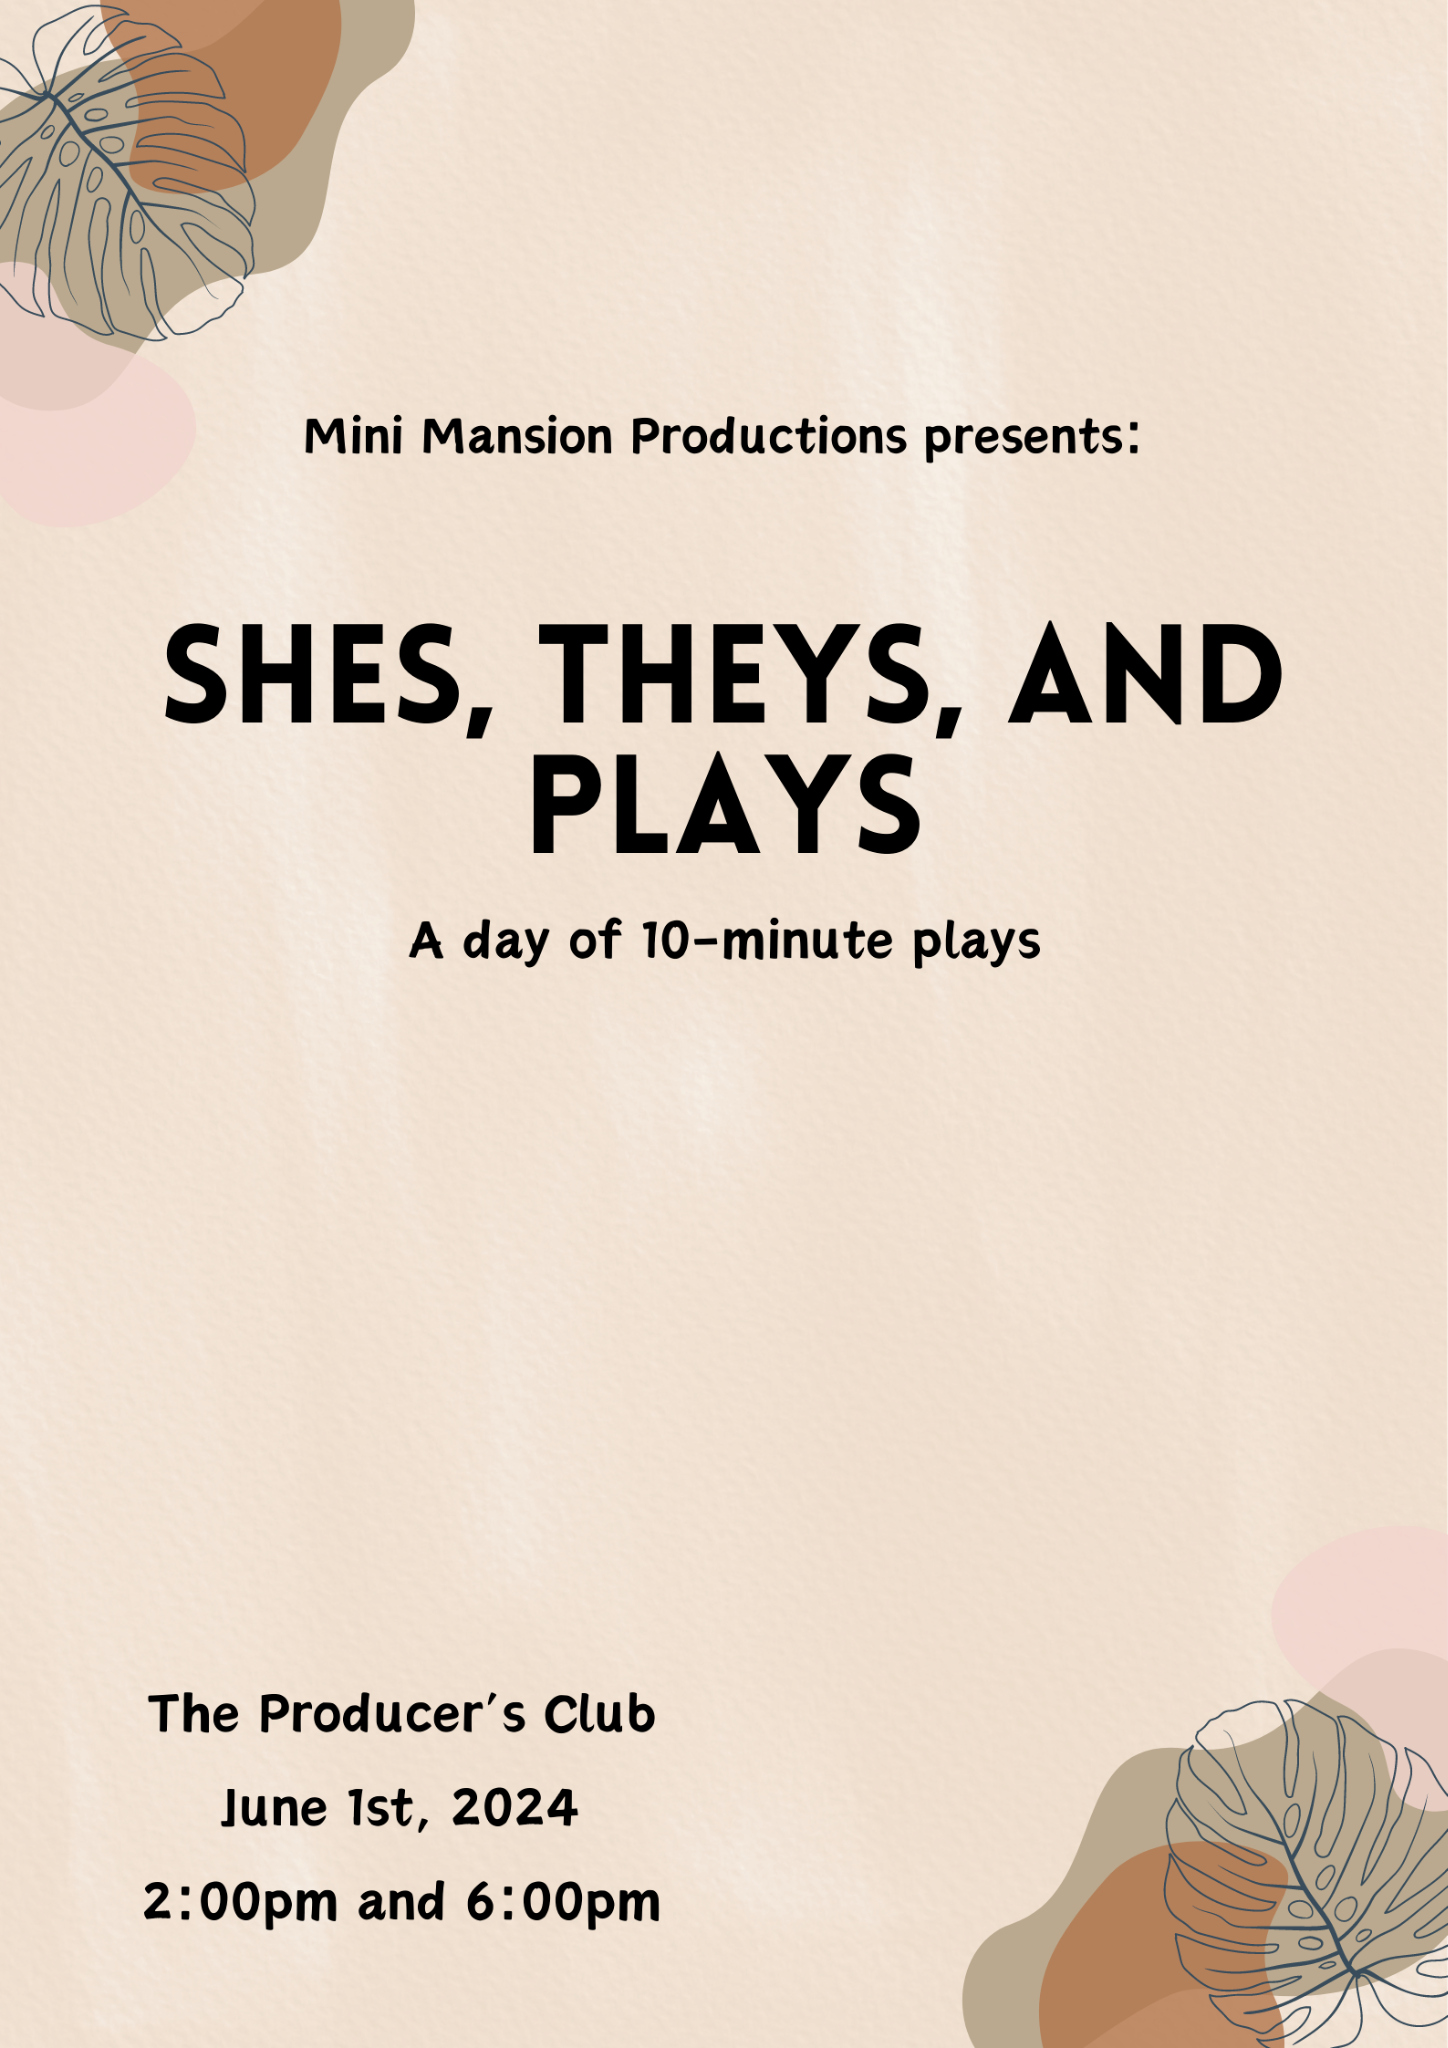 Mini Mansion Productions presents:
SHES, THEYS, AND
PLAYS
A day of 10-minute plays
The Producer's Club
June 1st, 2024
2:00pm and 6:00pm